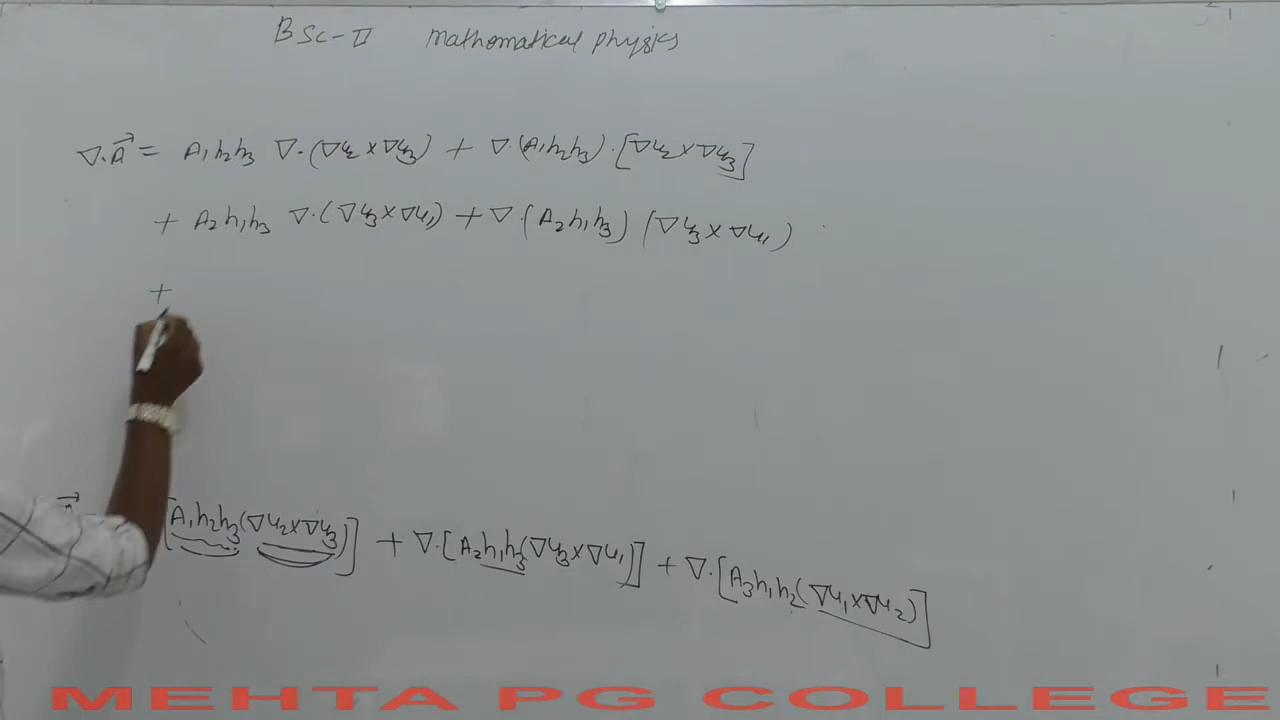 BSc-II Mathematical physics
∇·A⃗ = A₁h₂h₃ ∇·(∇u₂×∇u₃) + ∇·(A₁h₂h₃)·[∇u₂×∇u₃]
+ A₂h₁h₃ ∇·(∇u₃×∇u₁) + ∇·(A₂h₁h₃) (∇u₃×∇u₁)
+
[A₁h₂h₃(∇u₂×∇u₃)] + ∇·[A₂h₁h₃(∇u₃×∇u₁)] + ∇·[A₃h₁h₂(∇u₁×∇u₂)]
MEHTA PG COLLEGE